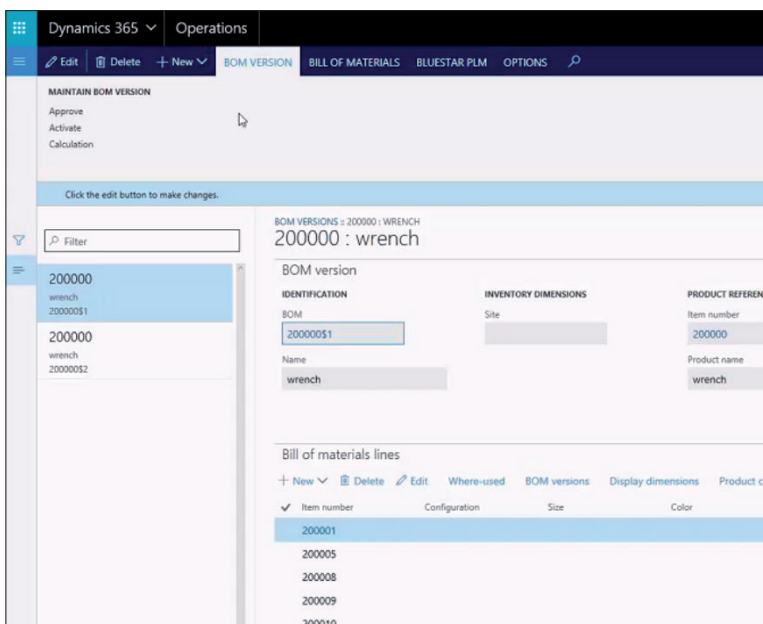 Dynamics 365 Operations
Edit Delete New BOM VERSION BILL OF MATERIALS BLUESTAR PLM OPTIONS
MAINTAIN BOM VERSION
Approve
Activate
Calculation
Click the edit button to make changes.
Filter
200000
wrench
200000$1
200000
wrench
200000$2
BOM VERSIONS :: 200000 : WRENCH
200000 : wrench
BOM version
IDENTIFICATION INVENTORY DIMENSIONS PRODUCT REFEREN
BOM Site Item number
200000$1 200000
Name Product name
wrench wrench
Bill of materials lines
New Delete Edit Where-used BOM versions Display dimensions Product c
Item number Configuration Size Color
200001
200005
200008
200009
200010